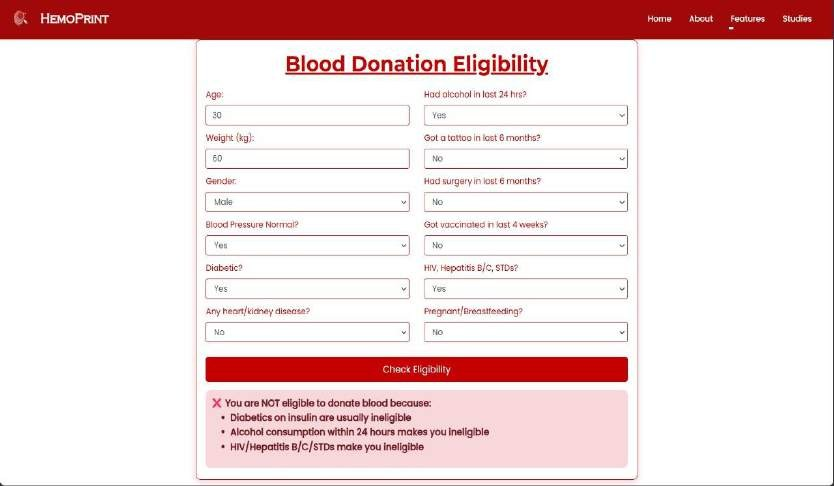 HEMOPRINT
Home About Features Studies
Blood Donation Eligibility
Age:
30
Weight (kg):
60
Gender:
Male
Blood Pressure Normal?
Yes
Diabetic?
Yes
Any heart/kidney disease?
No
Had alcohol in last 24 hrs?
Yes
Got a tattoo in last 6 months?
No
Had surgery in last 6 months?
No
Got vaccinated in last 4 weeks?
No
HIV, Hepatitis B/C, STDs?
Yes
Pregnant/Breastfeeding?
No
Check Eligibility
❌ You are NOT eligible to donate blood because:
• Diabetics on insulin are usually ineligible
• Alcohol consumption within 24 hours makes you ineligible
• HIV/Hepatitis B/C/STDs make you ineligible